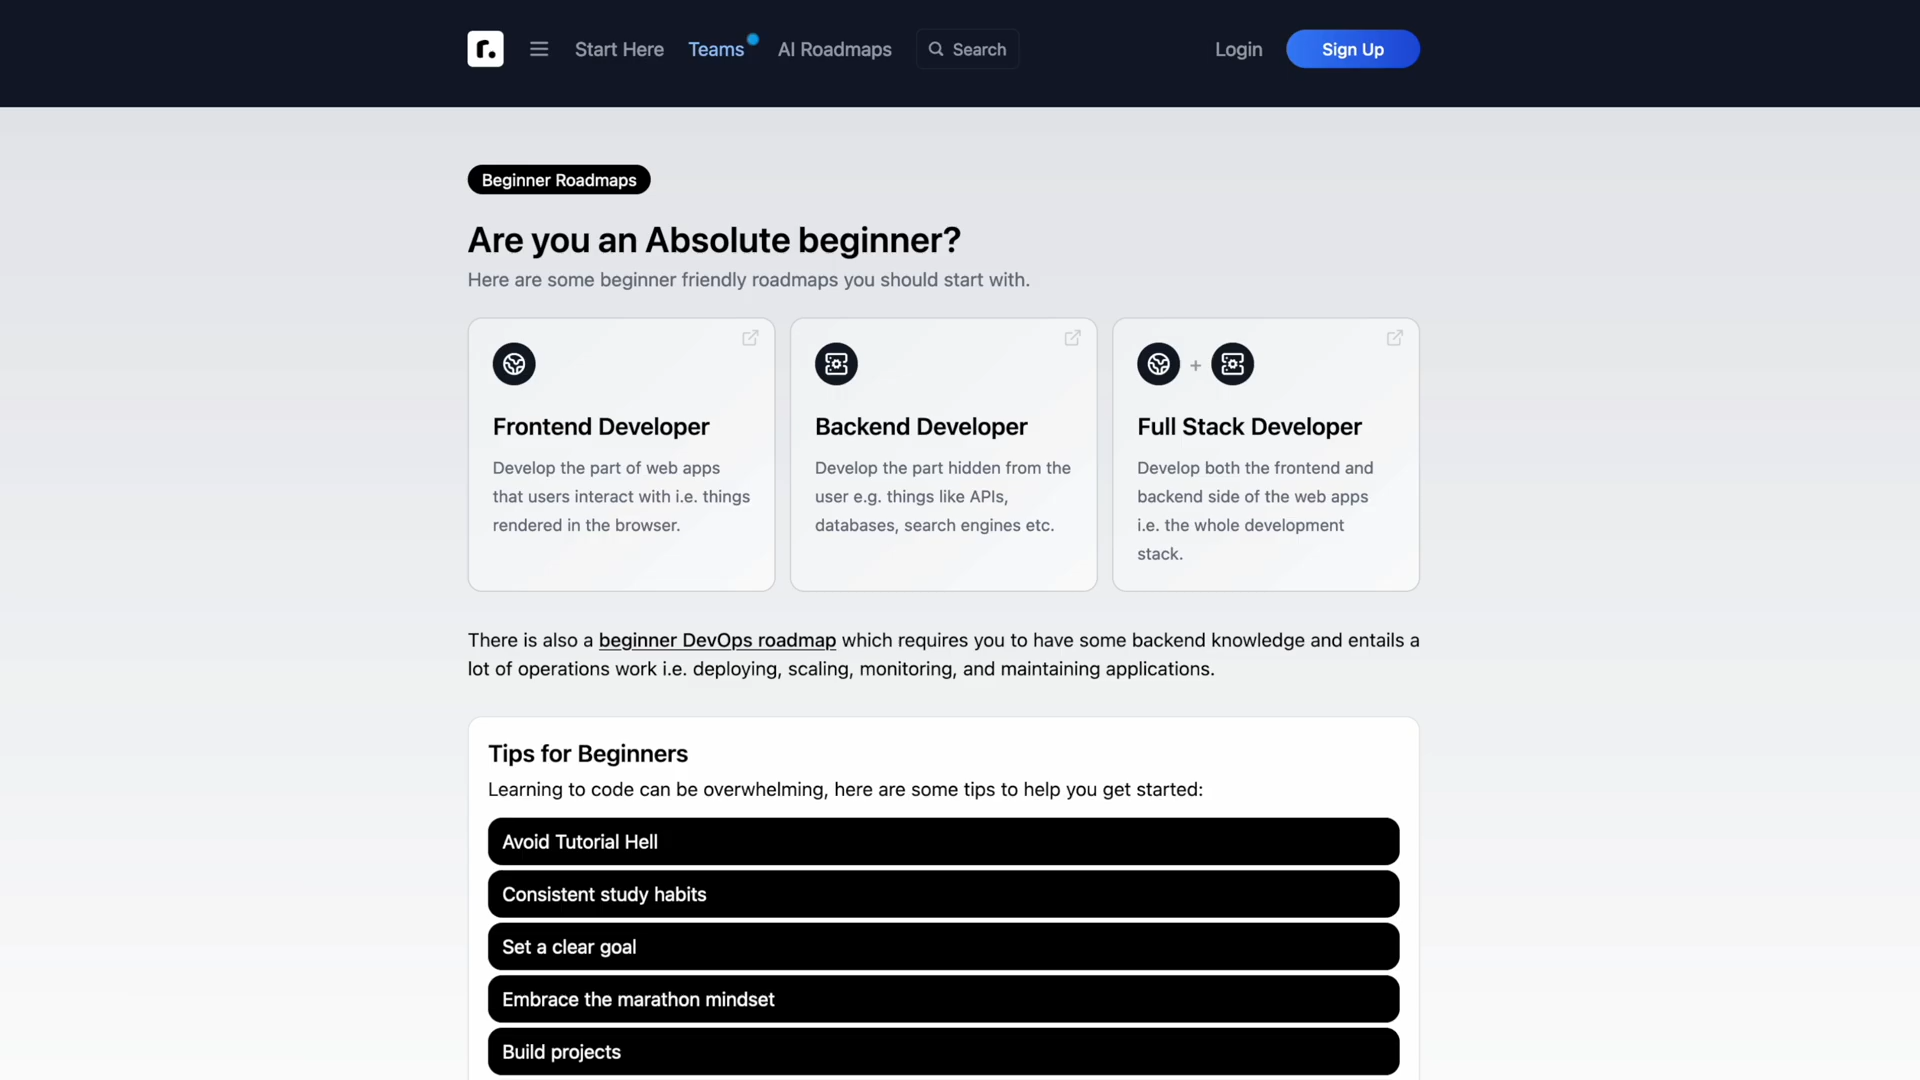 r.
Start Here
Teams
AI Roadmaps
Search
Login
Sign Up
Beginner Roadmaps
Are you an Absolute beginner?
Here are some beginner friendly roadmaps you should start with.
Frontend Developer
Develop the part of web apps
that users interact with i.e. things
rendered in the browser.
Backend Developer
Develop the part hidden from the
user e.g. things like APIs,
databases, search engines etc.
+
Full Stack Developer
Develop both the frontend and
backend side of the web apps
i.e. the whole development
stack.
There is also a beginner DevOps roadmap which requires you to have some backend knowledge and entails a
lot of operations work i.e. deploying, scaling, monitoring, and maintaining applications.
Tips for Beginners
Learning to code can be overwhelming, here are some tips to help you get started:
Avoid Tutorial Hell
Consistent study habits
Set a clear goal
Embrace the marathon mindset
Build projects